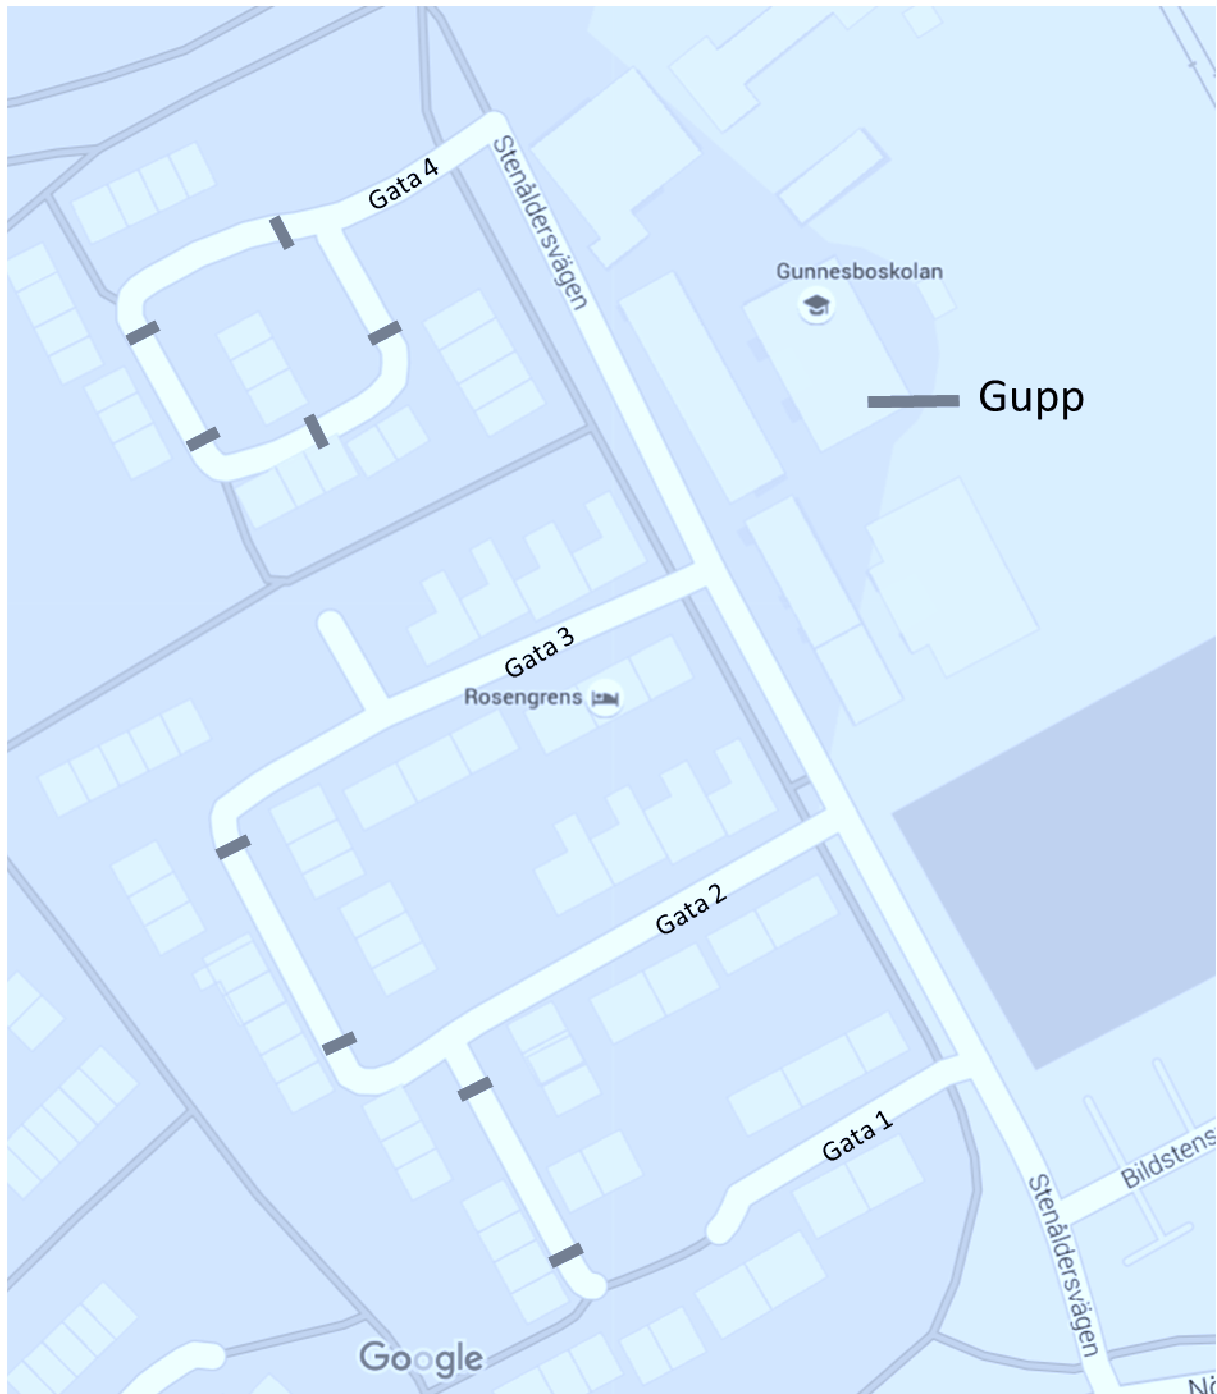 Gata 4
Stenåldersvägen
Gunnesboskolan
Gupp
Gata 3
Rosengrens
Gata 2
Gata 1
Bildstens
Stenåldersvägen
Google